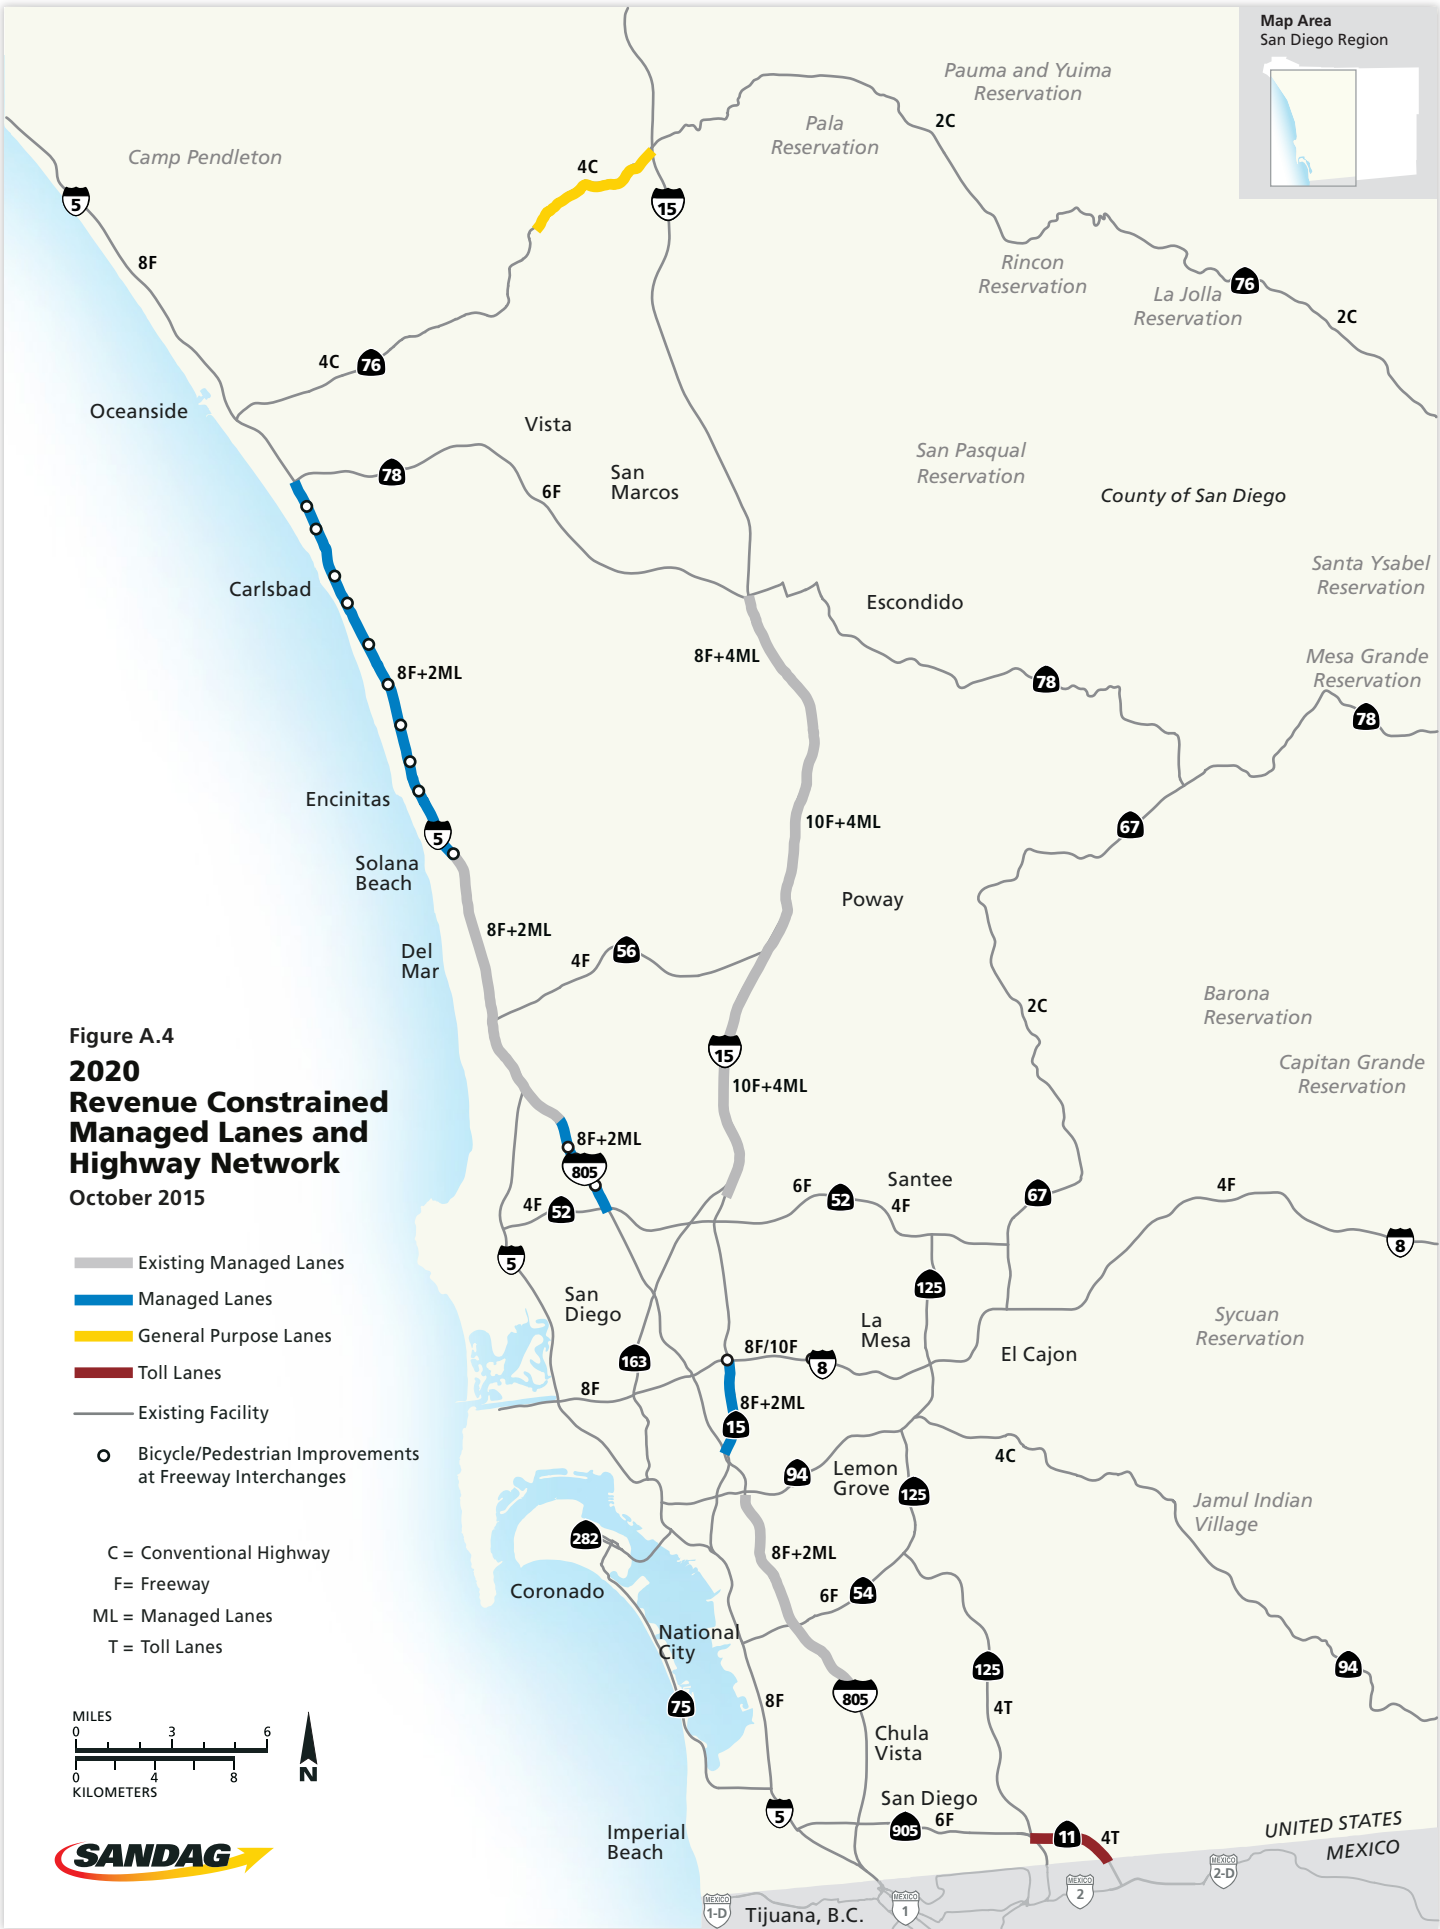 Map Area
San Diego Region
Pauma and Yuima
Reservation
Pala
Reservation
2C
Camp Pendleton
4C
5
15
8F
Rincon
Reservation
La Jolla
Reservation
76
2C
4C
76
Oceanside
Vista
78
San
Marcos
6F
San Pasqual
Reservation
County of San Diego
Santa Ysabel
Reservation
Carlsbad
Escondido
8F+4ML
8F+2ML
78
Mesa Grande
Reservation
78
Encinitas
5
10F+4ML
67
Solana
Beach
Poway
8F+2ML
Del
Mar
4F
56
2C
Barona
Reservation
Capitan Grande
Reservation
15
10F+4ML
Figure A.4
2020
Revenue Constrained
Managed Lanes and
Highway Network
October 2015
8F+2ML
805
4F
52
6F
52
Santee
4F
67
4F
8
5
Existing Managed Lanes
Managed Lanes
General Purpose Lanes
Toll Lanes
Existing Facility
Bicycle/Pedestrian Improvements
at Freeway Interchanges
San
Diego
125
La
Mesa
Sycuan
Reservation
163
8F/10F
8
El Cajon
8F
8F+2ML
15
94
Lemon
Grove
125
4C
Jamul Indian
Village
282
8F+2ML
Coronado
6F
54
C = Conventional Highway
F= Freeway
ML = Managed Lanes
T = Toll Lanes
National
City
125
94
75
8F
805
4T
Chula
Vista
MILES
0 3 6
0 4 8
KILOMETERS
N
San Diego
5
905
6F
11
4T
Imperial
Beach
UNITED STATES
MEXICO
SANDAG
MEXICO
1-D
Tijuana, B.C.
MEXICO
1
MEXICO
2
MEXICO
2-D